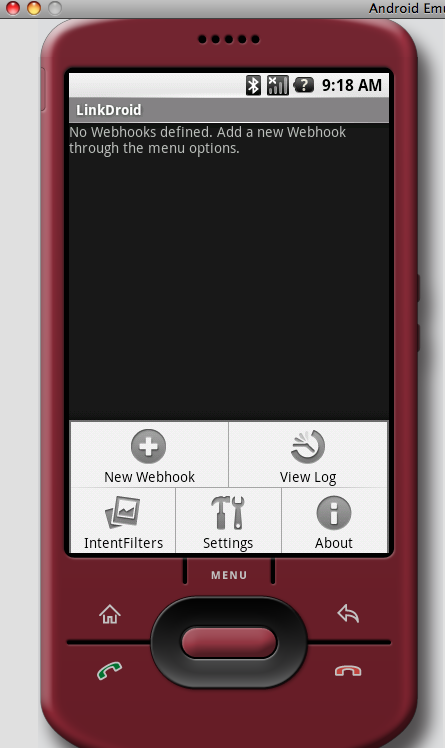 Android Emu
9:18 AM
LinkDroid
No Webhooks defined. Add a new Webhook
through the menu options.
New Webhook
View Log
IntentFilters
Settings
About
MENU